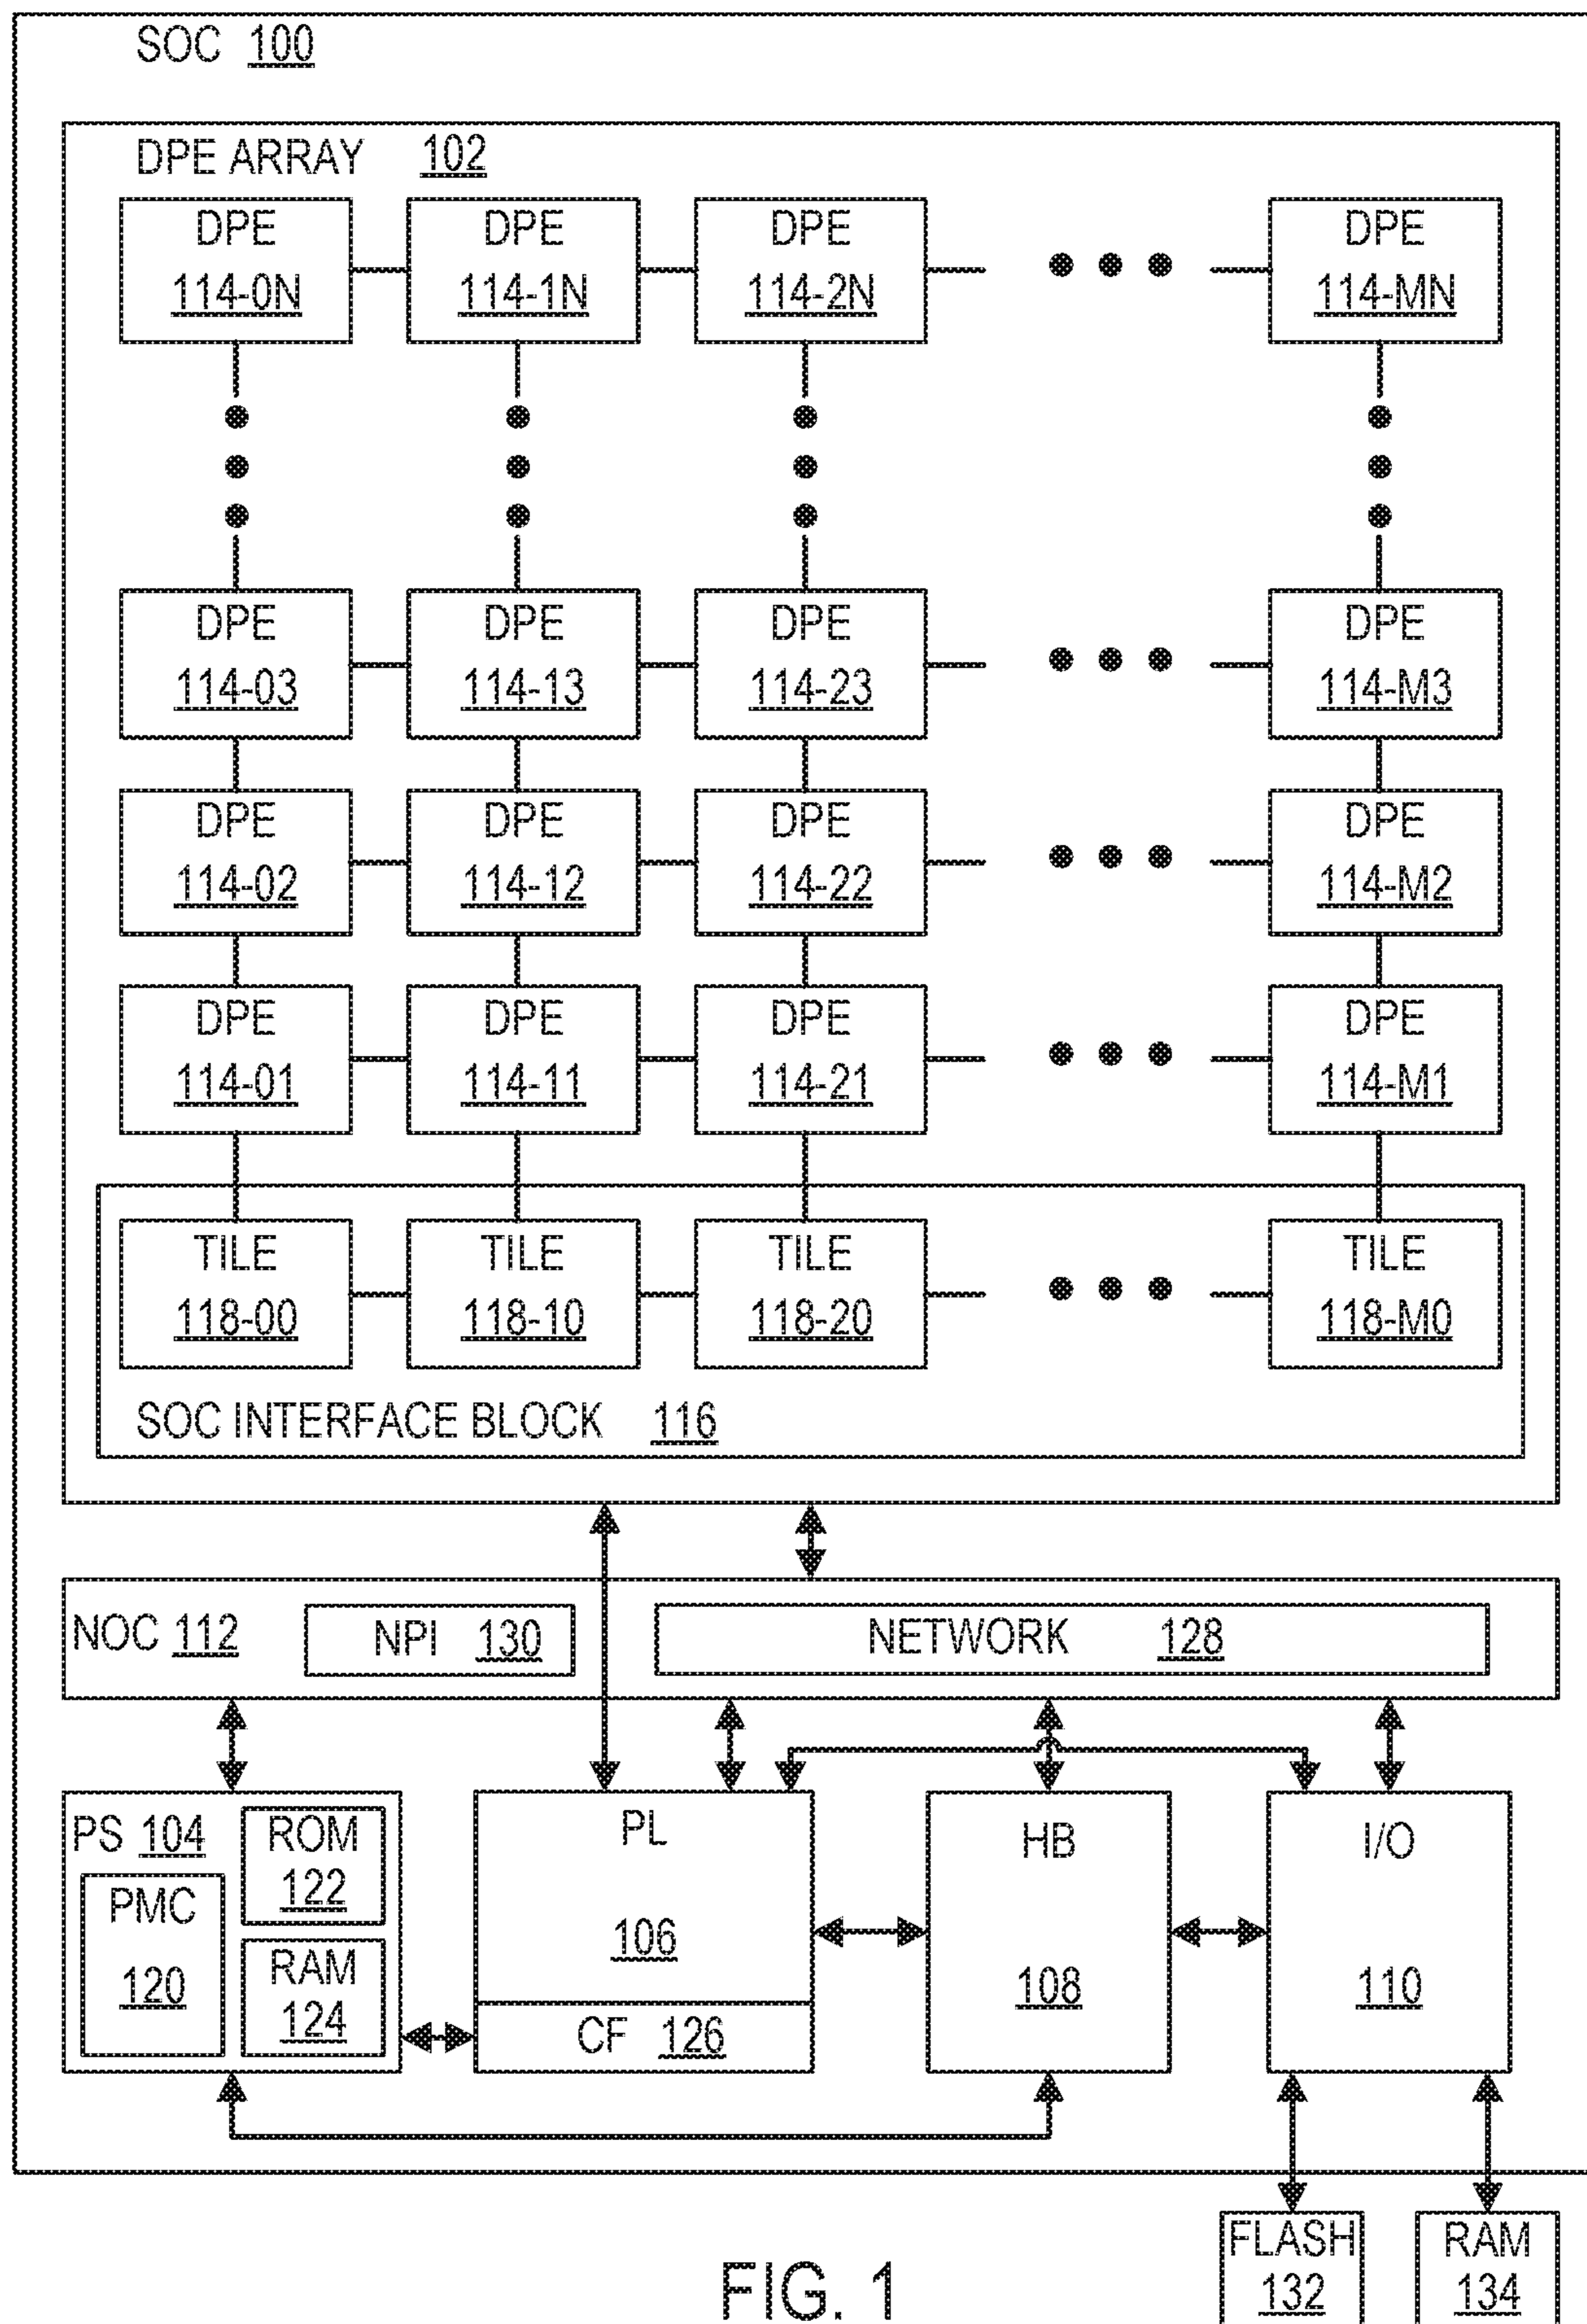 SOC 100
DPE ARRAY 102
DPE DPE DPE DPE
114-0N 114-1N 114-2N 114-MN
DPE DPE DPE DPE
114-03 114-13 114-23 114-M3
DPE DPE DPE DPE
114-02 114-12 114-22 114-M2
DPE DPE DPE DPE
114-01 114-11 114-21 114-M1
TILE TILE TILE TILE
118-00 118-10 118-20 118-M0
SOC INTERFACE BLOCK 116
NOC 112 NPI 130 NETWORK 128
PS 104
ROM
122
PMC
120
RAM
124
PL
106
CF 126
HB
108
I/O
110
FLASH
132
RAM
134
FIG. 1